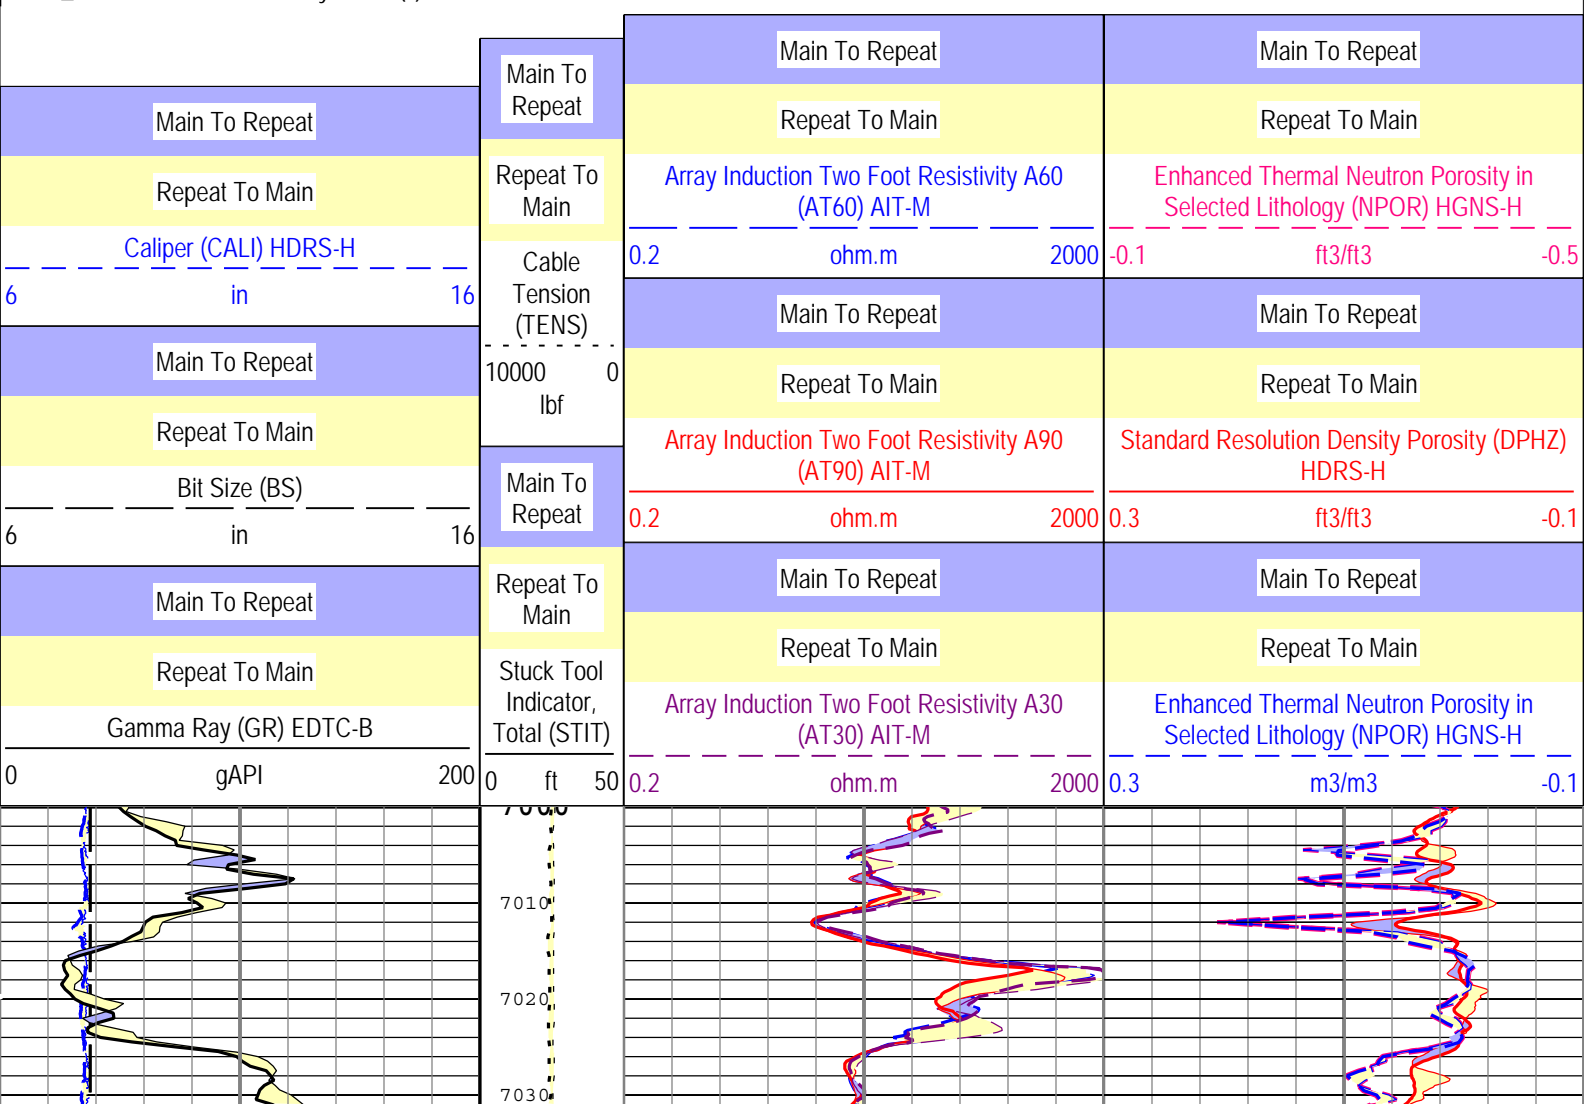 Main To Repeat
Repeat To Main
Caliper (CALI) HDRS-H
6 in 16
Main To Repeat
Repeat To Main
Bit Size (BS)
6 in 16
Main To Repeat
Repeat To Main
Gamma Ray (GR) EDTC-B
0 gAPI 200
Main To
Repeat
Repeat To
Main
Cable
Tension
(TENS)
10000 0
lbf
Main To
Repeat
Repeat To
Main
Stuck Tool
Indicator,
Total (STIT)
0 ft 50
Main To Repeat
Repeat To Main
Array Induction Two Foot Resistivity A60
(AT60) AIT-M
0.2 ohm.m 2000
Main To Repeat
Repeat To Main
Array Induction Two Foot Resistivity A90
(AT90) AIT-M
0.2 ohm.m 2000
Main To Repeat
Repeat To Main
Array Induction Two Foot Resistivity A30
(AT30) AIT-M
0.2 ohm.m 2000
Main To Repeat
Repeat To Main
Enhanced Thermal Neutron Porosity in
Selected Lithology (NPOR) HGNS-H
-0.1 ft3/ft3 -0.5
Main To Repeat
Repeat To Main
Standard Resolution Density Porosity (DPHZ)
HDRS-H
0.3 ft3/ft3 -0.1
Main To Repeat
Repeat To Main
Enhanced Thermal Neutron Porosity in
Selected Lithology (NPOR) HGNS-H
0.3 m3/m3 -0.1
7000
7010
7020
7030